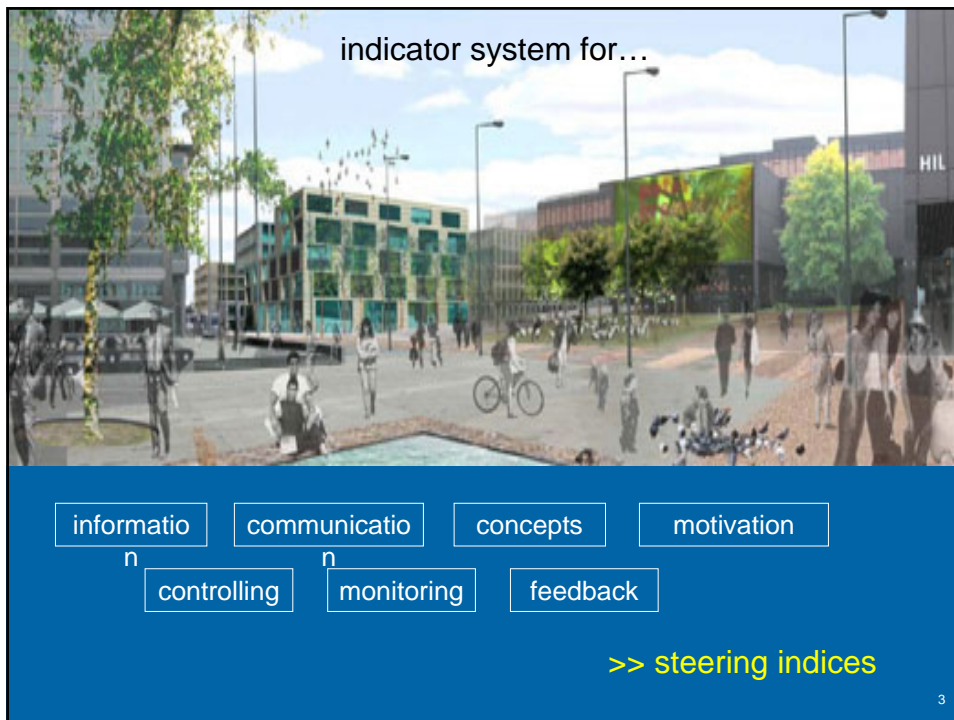 indicator system for…
HIL
informatio communicatio concepts motivation
n n
controlling monitoring feedback
>> steering indices
3